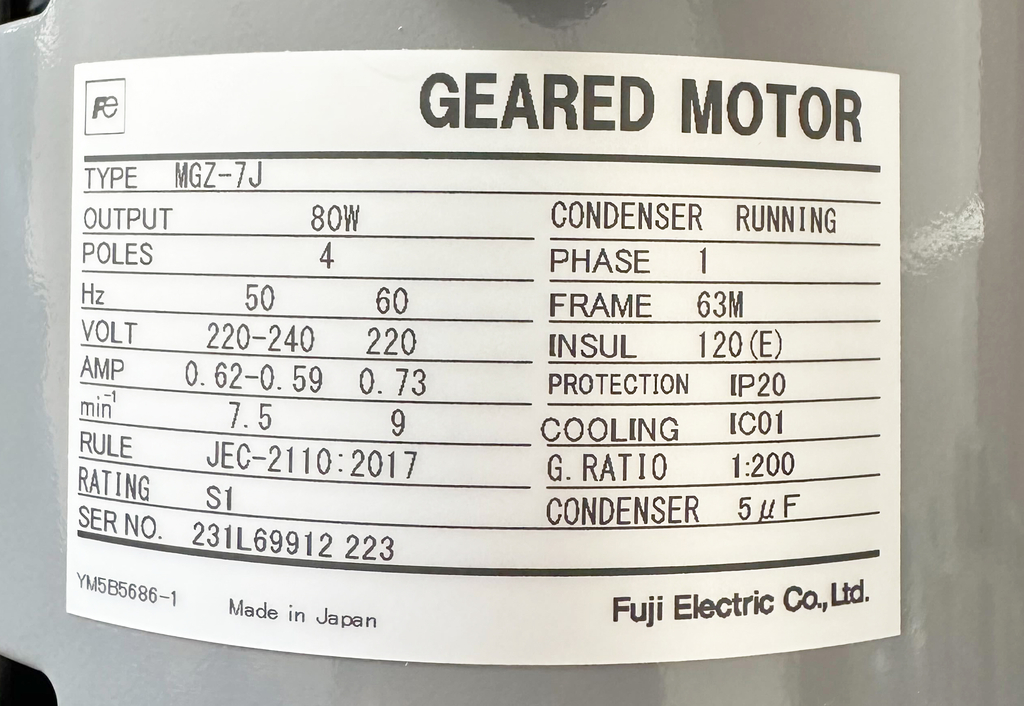 Fe
GEARED MOTOR
TYPE MGZ-7J
OUTPUT 80W
POLES 4
Hz 50 60
VOLT 220-240 220
AMP 0.62-0.59 0.73
min⁻¹ 7.5 9
RULE JEC-2110:2017
RATING S1
SER NO. 231L69912 223
CONDENSER RUNNING
PHASE 1
FRAME 63M
INSUL 120(E)
PROTECTION IP20
COOLING IC01
G.RATIO 1:200
CONDENSER 5μF
YM5B5686-1
Made in Japan
Fuji Electric Co.,Ltd.